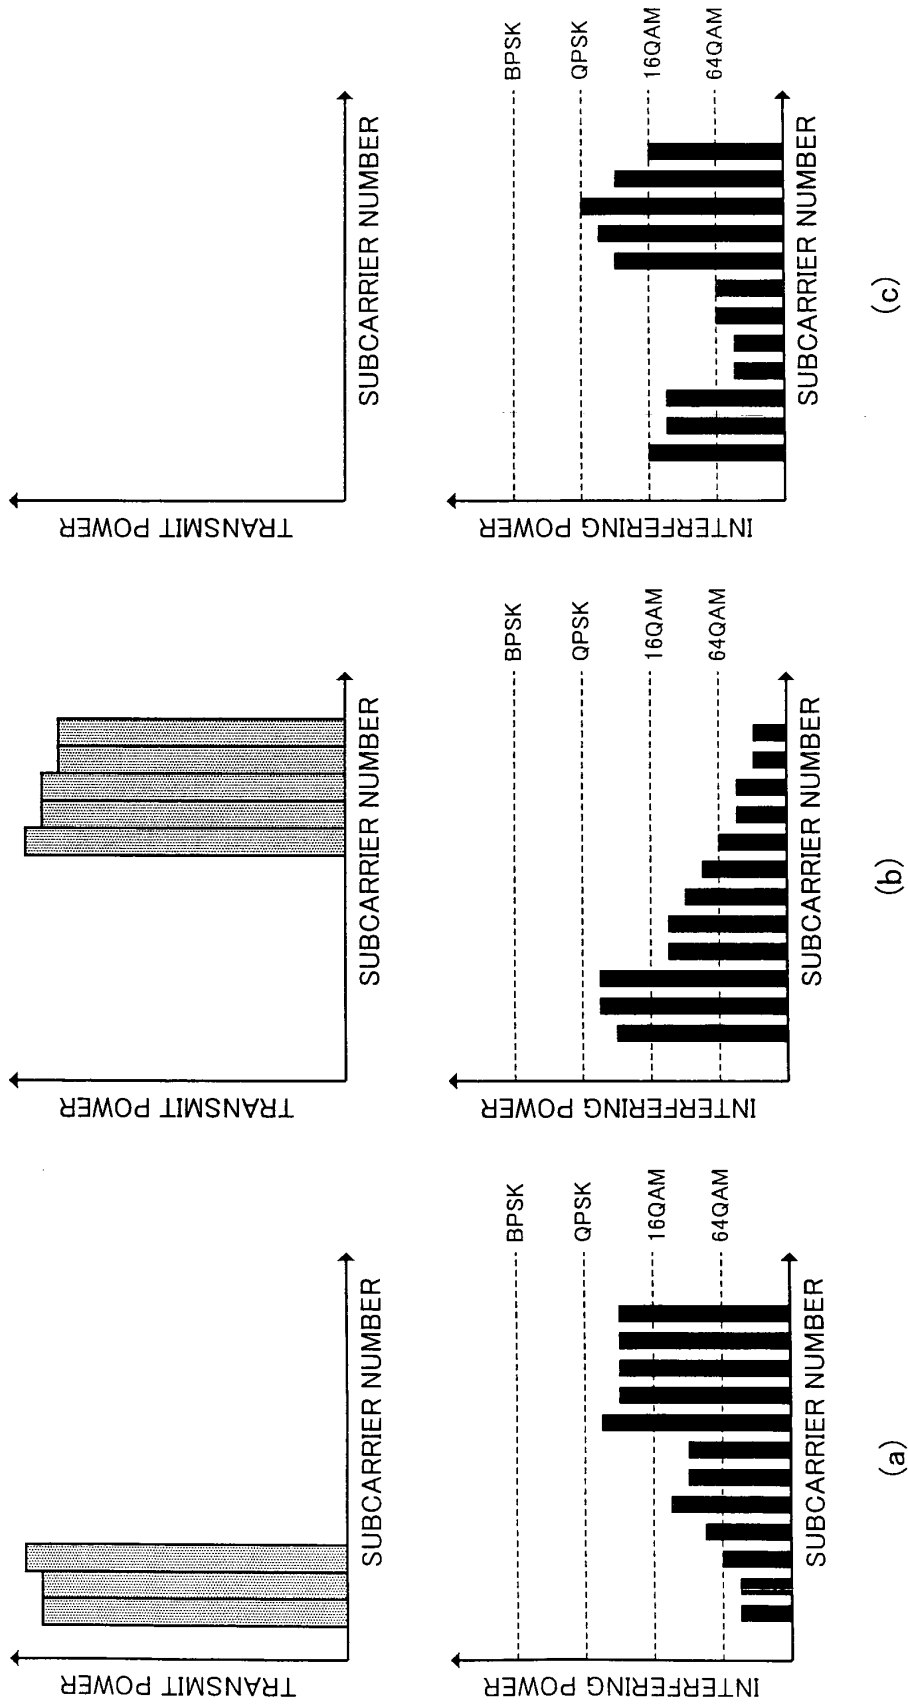 TRANSMIT POWER
SUBCARRIER NUMBER
INTERFERING POWER
BPSK
QPSK
16QAM
64QAM
SUBCARRIER NUMBER
(a)
TRANSMIT POWER
SUBCARRIER NUMBER
INTERFERING POWER
BPSK
QPSK
16QAM
64QAM
SUBCARRIER NUMBER
(b)
TRANSMIT POWER
SUBCARRIER NUMBER
INTERFERING POWER
BPSK
QPSK
16QAM
64QAM
SUBCARRIER NUMBER
(c)